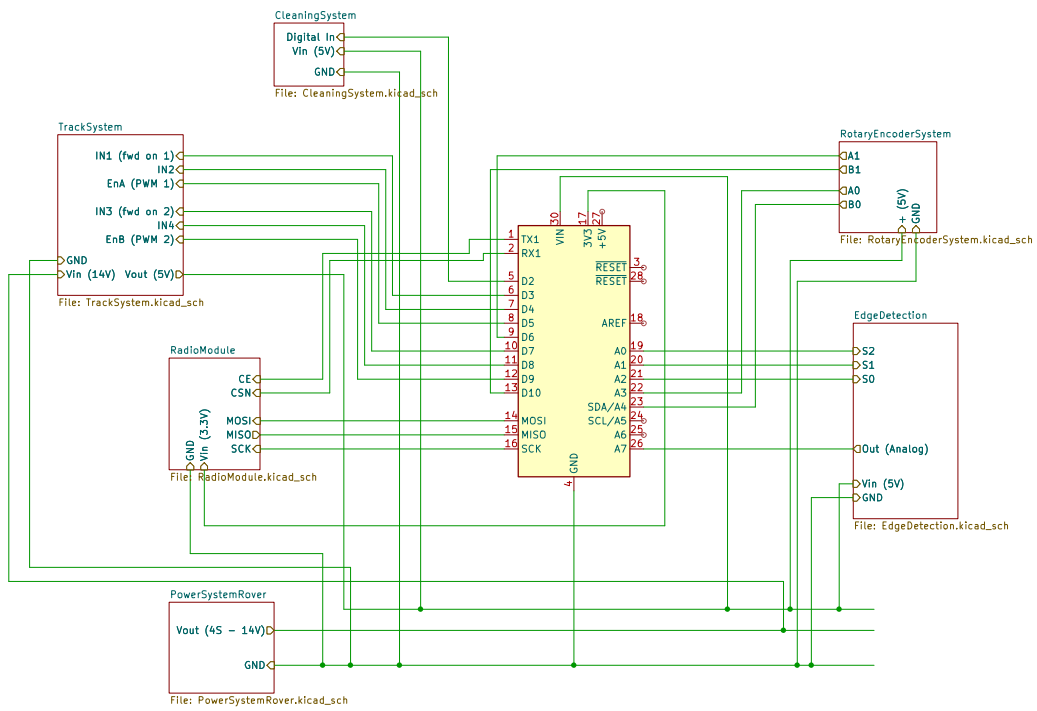 CleaningSystem
Digital In
Vin (5V)
GND
File: CleaningSystem.kicad_sch
TrackSystem
IN1 (fwd on 1)
IN2
EnA (PWM 1)
IN3 (fwd on 2)
IN4
EnB (PWM 2)
GND
Vin (14V) Vout (5V)
File: TrackSystem.kicad_sch
RotaryEncoderSystem
A1
B1
A0
B0
+ (5V)
GND
File: RotaryEncoderSystem.kicad_sch
30
17
27
VIN
3V3
+5V
1 TX1
2 RX1
RESET 3
RESET 28
5 D2
6 D3
7 D4
8 D5
AREF 18
9 D6
10 D7
A0 19
11 D8
A1 20
12 D9
A2 21
13 D10
A3 22
SDA/A4 23
14 MOSI
SCL/A5 24
15 MISO
A6 25
16 SCK
A7 26
GND
4
RadioModule
CE
CSN
MOSI
MISO
SCK
GND
Vin (3.3V)
File: RadioModule.kicad_sch
EdgeDetection
S2
S1
S0
Out (Analog)
Vin (5V)
GND
File: EdgeDetection.kicad_sch
PowerSystemRover
Vout (4S - 14V)
GND
File: PowerSystemRover.kicad_sch